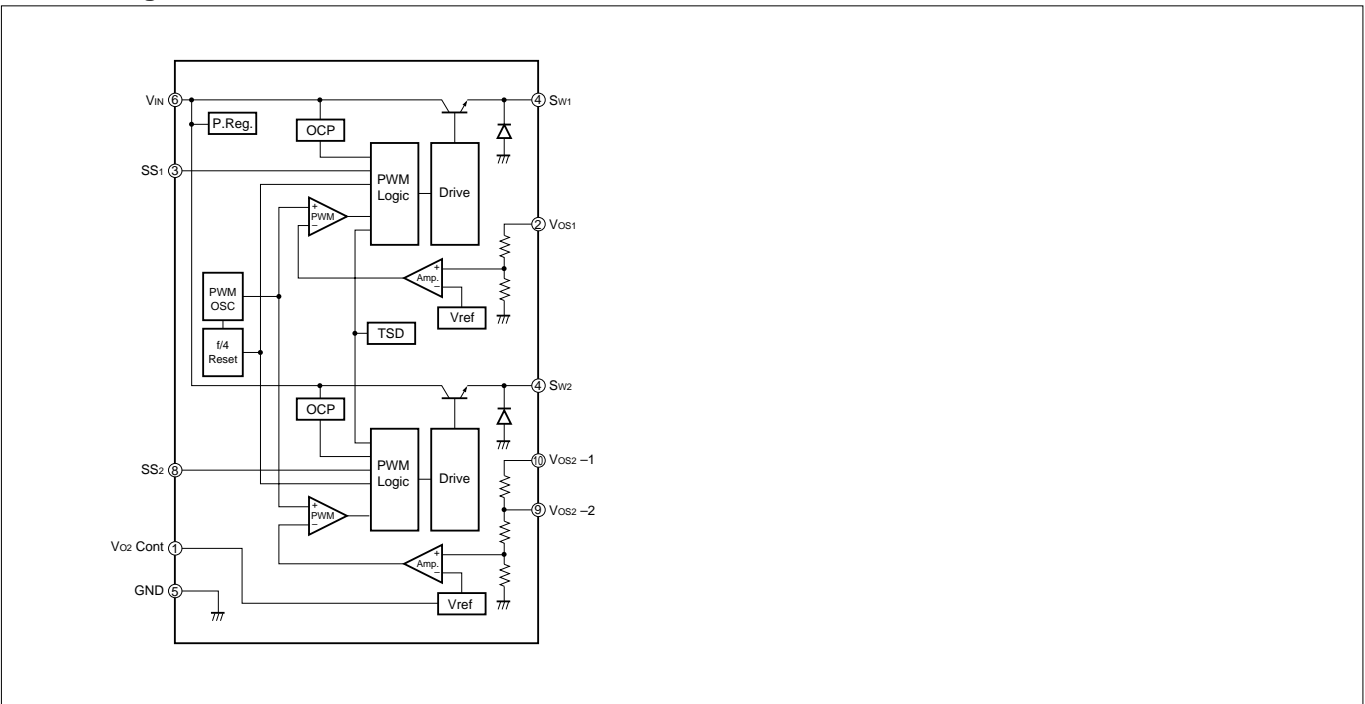 VIN ⑥
P.Reg.
OCP
④ SW1
SS1 ③
PWM
Logic
Drive
+
PWM
–
② VOS1
+
Amp.
–
Vref
PWM
OSC
TSD
f/4
Reset
④ SW2
OCP
⑩ VOS2 –1
SS2 ⑧
PWM
Logic
Drive
+
PWM
–
⑨ VOS2 –2
VO2 Cont ①
+
Amp.
–
GND ⑤
Vref